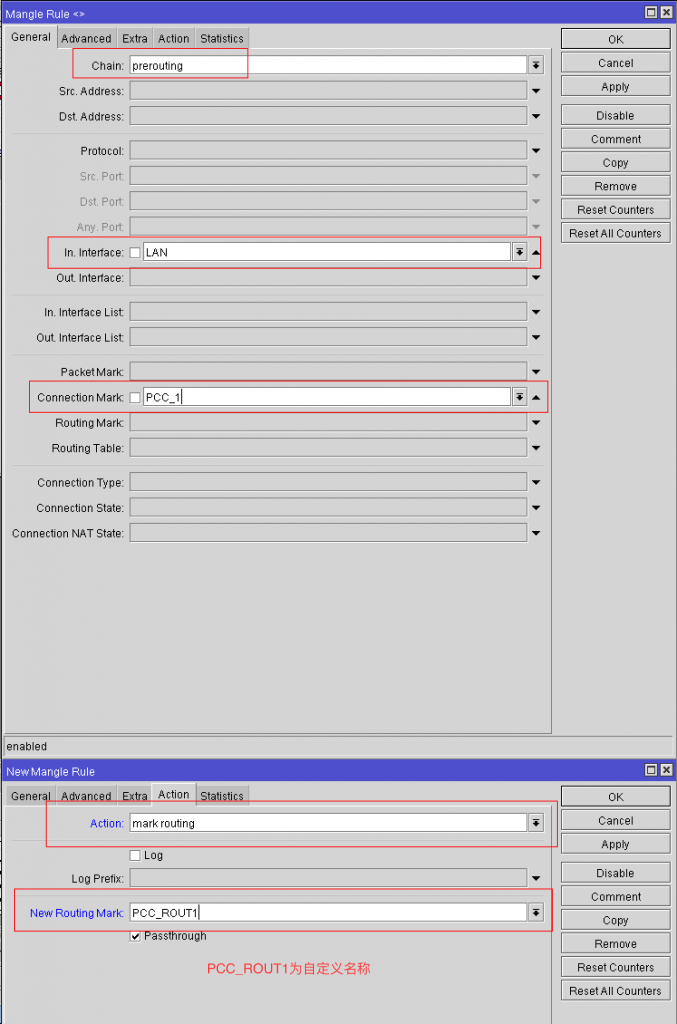 Mangle Rule <>
General Advanced Extra Action Statistics
Chain: prerouting
Src. Address:
Dst. Address:
Protocol:
Src. Port:
Dst. Port:
Any. Port:
In. Interface: LAN
Out. Interface:
In. Interface List:
Out. Interface List:
Packet Mark:
Connection Mark: PCC_1
Routing Mark:
Routing Table:
Connection Type:
Connection State:
Connection NAT State:
OK
Cancel
Apply
Disable
Comment
Copy
Remove
Reset Counters
Reset All Counters
enabled
New Mangle Rule
General Advanced Extra Action Statistics
Action: mark routing
Log
Log Prefix:
New Routing Mark: PCC_ROUT1
Passthrough
PCC_ROUT1为自定义名称
OK
Cancel
Apply
Disable
Comment
Copy
Remove
Reset Counters
Reset All Counters